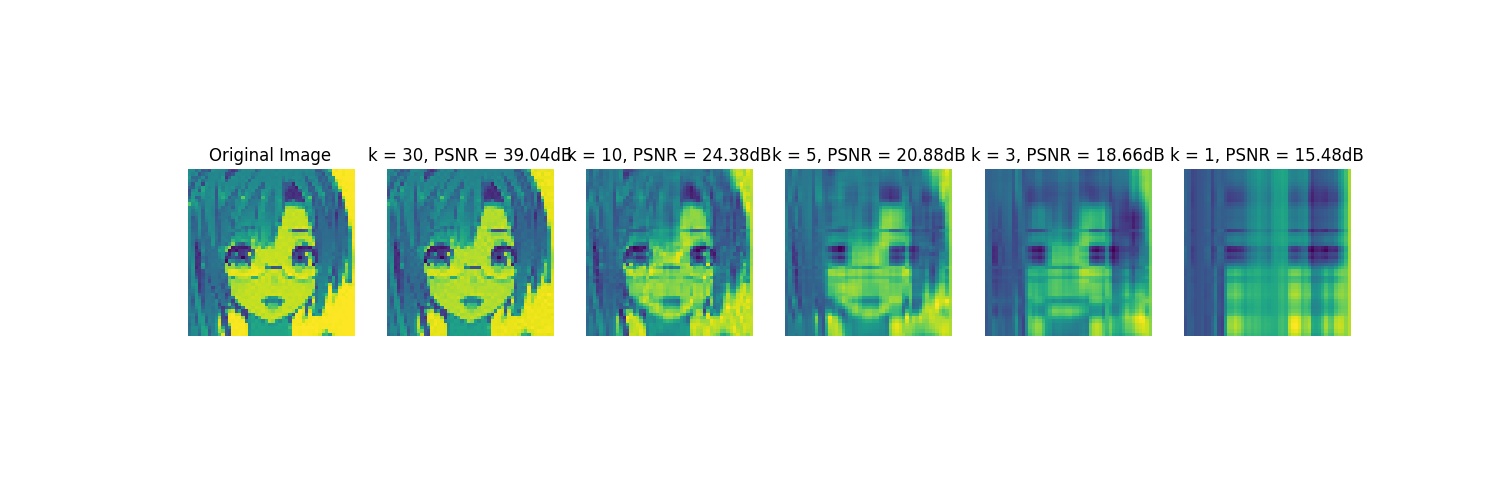 Original Image
k = 30, PSNR = 39.04dB
k = 10, PSNR = 24.38dB
k = 5, PSNR = 20.88dB
k = 3, PSNR = 18.66dB
k = 1, PSNR = 15.48dB